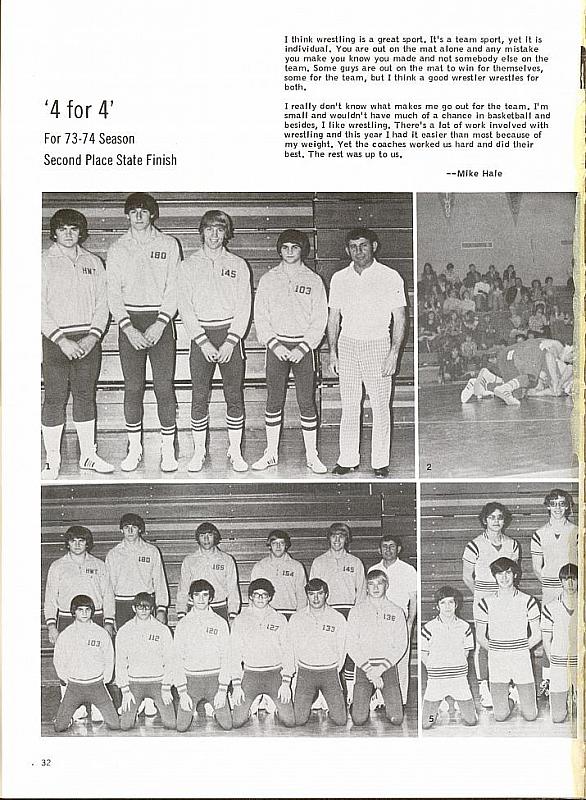 I think wrestling is a great sport. It's a team sport, yet it is
individual. You are out on the mat alone and any mistake
you make you know you made and not somebody else on the
team. Some guys are out on the mat to win for themselves,
some for the team, but I think a good wrestler wrestles for
both.
I really don't know what makes me go out for the team. I'm
small and wouldn't have much of a chance in basketball and
besides, I like wrestling. There's a lot of work involved with
wrestling and this year I had it easier than most because of
my weight. Yet the coaches worked us hard and did their
best. The rest was up to us.
--Mike Hale
'4 for 4'
For 73-74 Season
Second Place State Finish
HWT
180
145
103
1
2
HWT
180
165
154
145
103
112
120
127
133
138
5
32